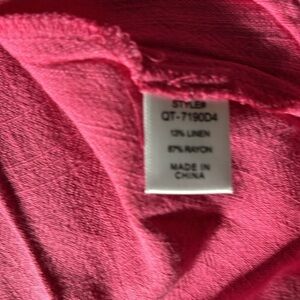 STYLE#
QT-7190D4
13% LINEN
87% RAYON
MADE IN
CHINA